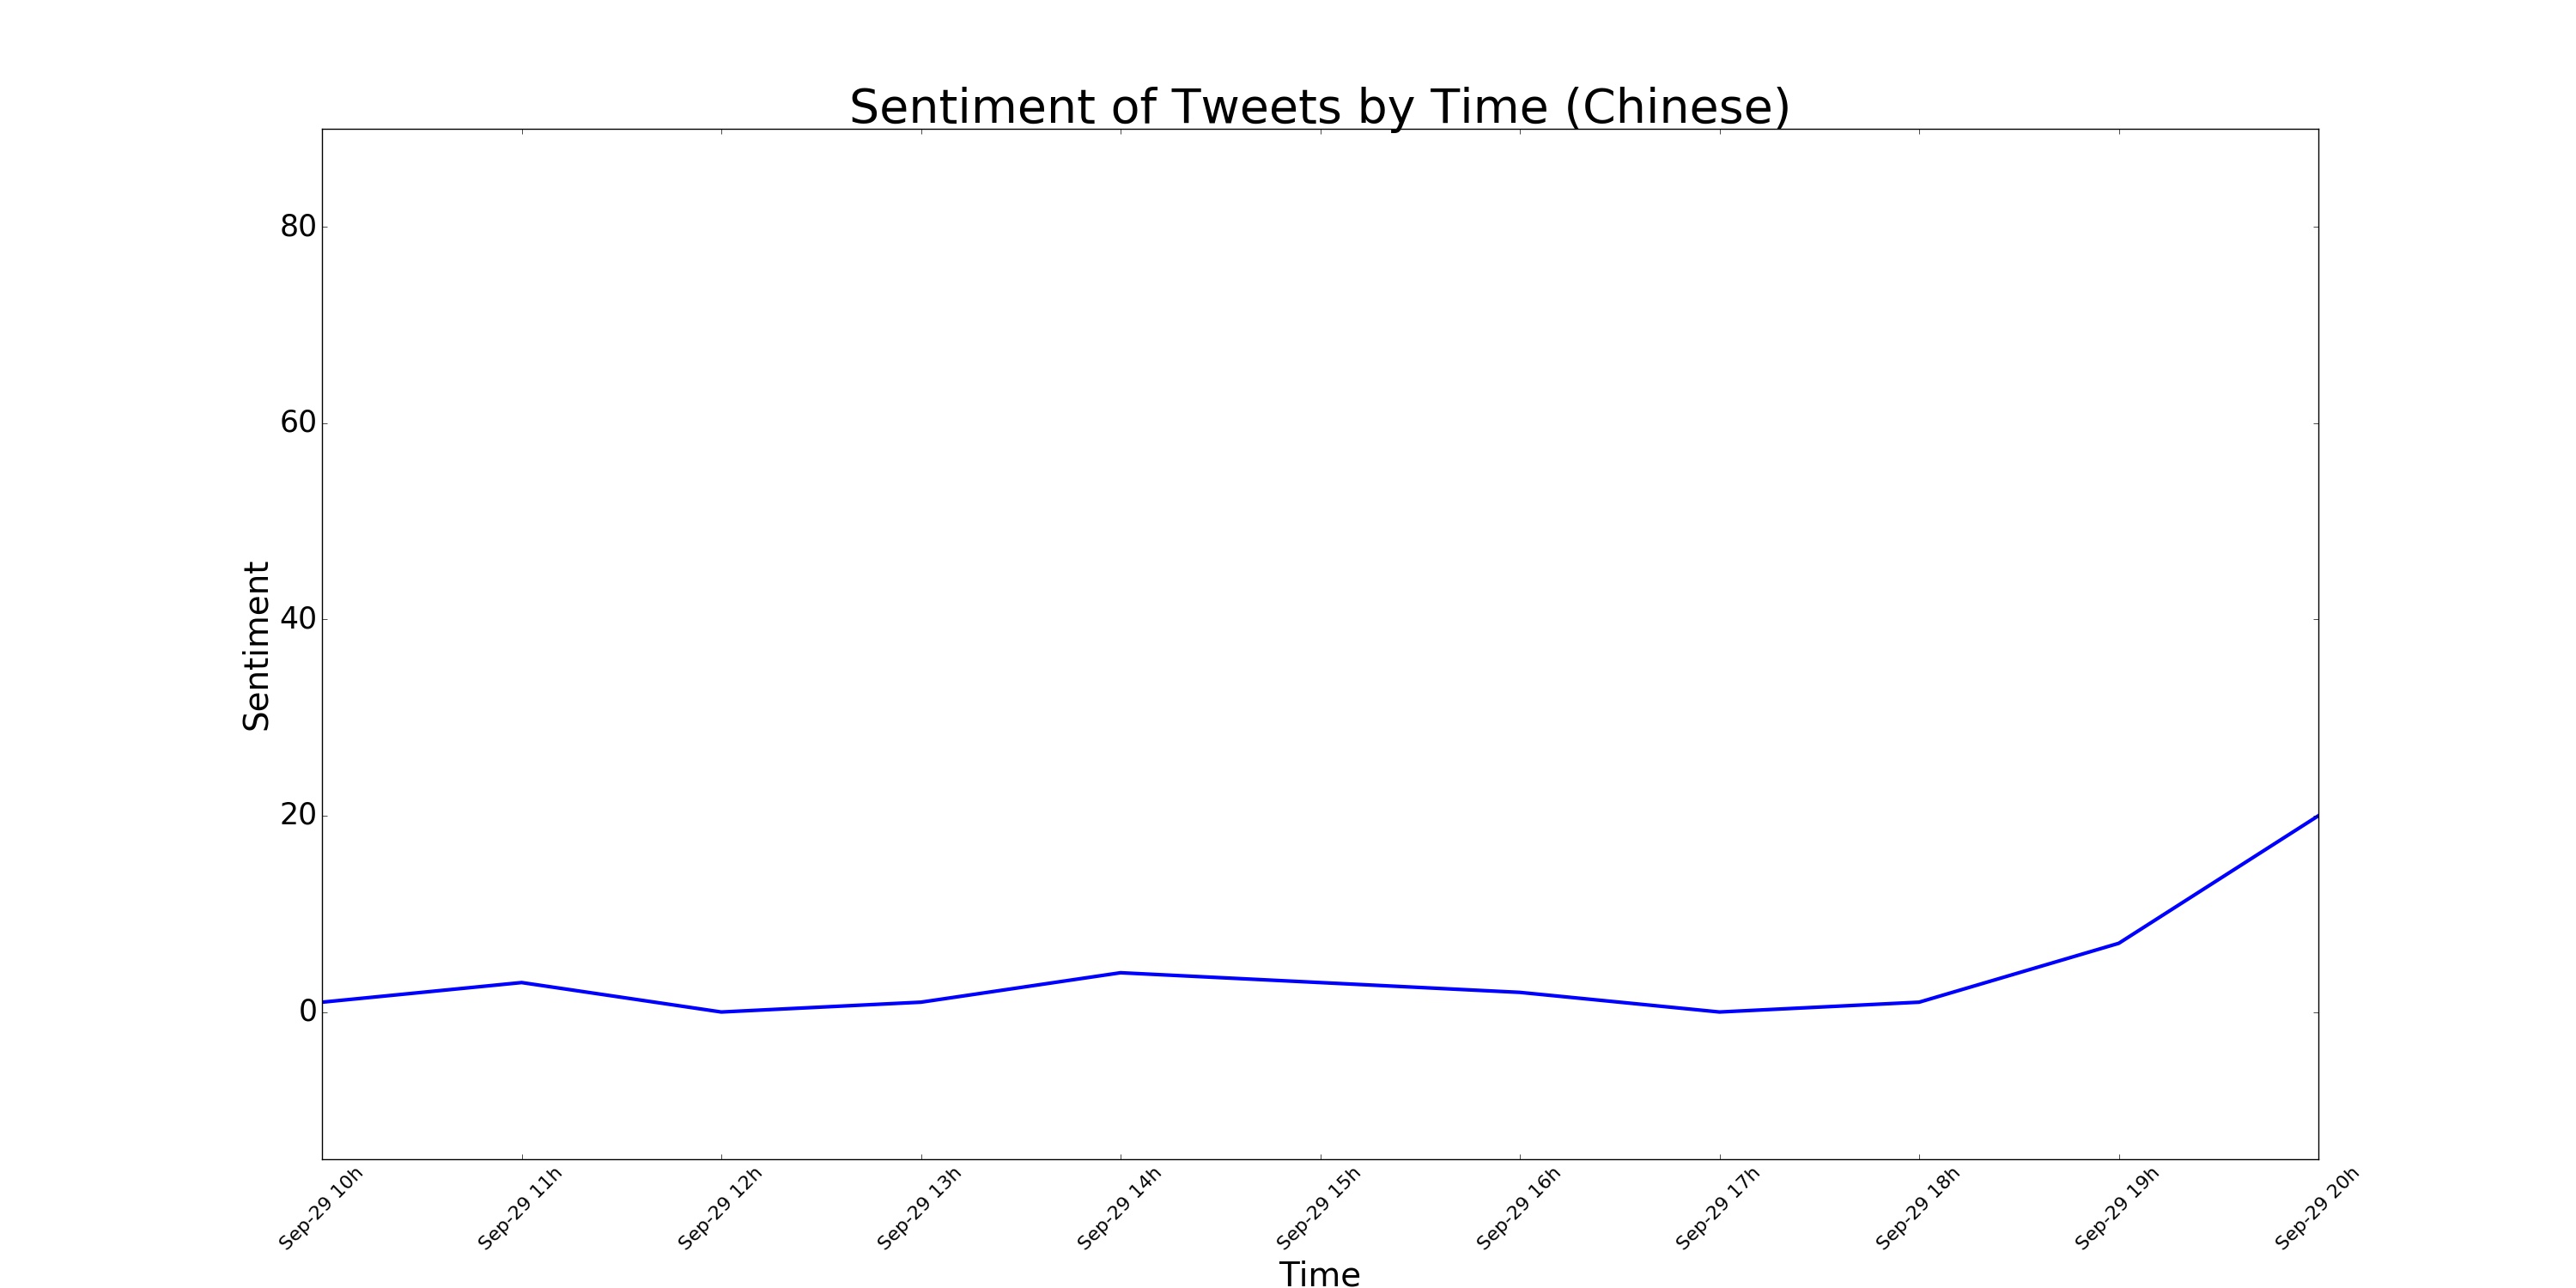 Sentiment of Tweets by Time (Chinese)
80
60
40
20
0
Sentiment
Sep-29 10h
Sep-29 11h
Sep-29 12h
Sep-29 13h
Sep-29 14h
Sep-29 15h
Sep-29 16h
Sep-29 17h
Sep-29 18h
Sep-29 19h
Sep-29 20h
Time